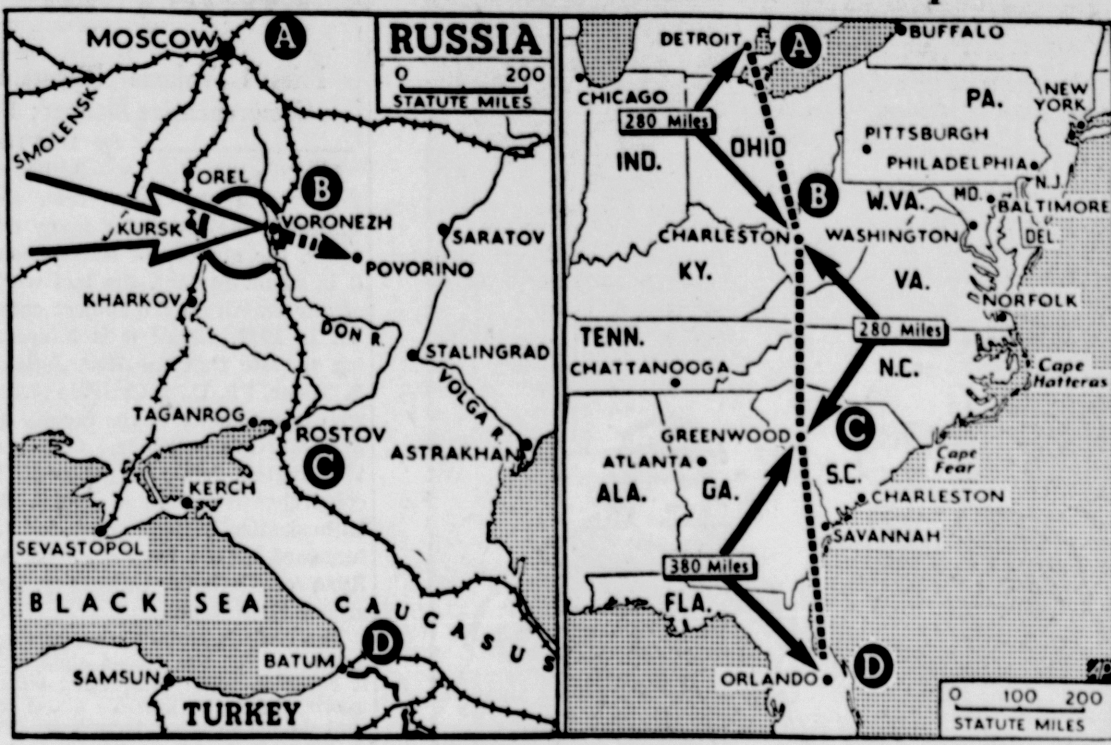 MOSCOW
A
RUSSIA
0 200
STATUTE MILES
SMOLENSK
OREL
B
KURSK
VORONEZH
SARATOV
POVORINO
KHARKOV
DON R.
STALINGRAD
VOLGA R.
TAGANROG
ROSTOV
ASTRAKHAN
C
KERCH
SEVASTOPOL
BLACK SEA
CAUCASUS
D
BATUM
SAMSUN
TURKEY
DETROIT
A
BUFFALO
CHICAGO
280 Miles
PA.
NEW
YORK
OHIO
PITTSBURGH
IND.
PHILADELPHIA
N.J.
B
W.VA.
MD.
BALTIMORE
CHARLESTON
WASHINGTON
DEL.
KY.
VA.
NORFOLK
280 Miles
TENN.
N.C.
CHATTANOOGA
Cape
Hatteras
GREENWOOD
C
Cape
Fear
ATLANTA
S.C.
ALA.
GA.
CHARLESTON
SAVANNAH
380 Miles
FLA.
D
ORLANDO
AP
0 100 200
STATUTE MILES